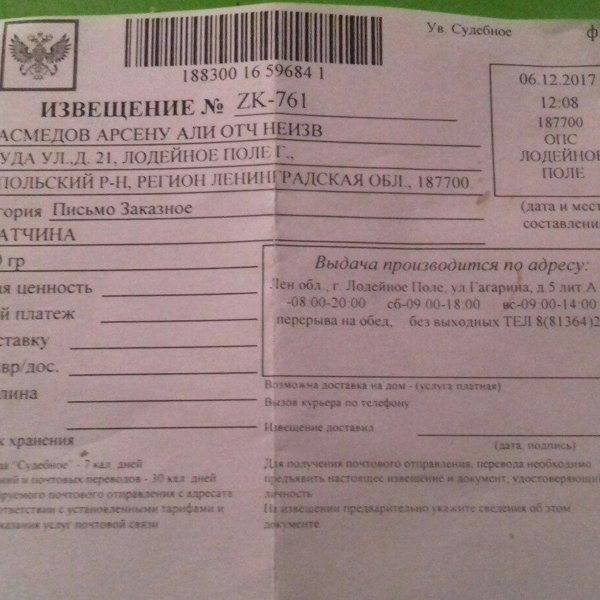 Ув. Судебное
188300 16 59684 1
ИЗВЕЩЕНИЕ № ZK-761
06.12.2017
12:08
187700
ОПС
ЛОДЕЙНОЕ
ПОЛЕ
АСМЕДОВ АРСЕНУ АЛИ ОТЧ НЕИЗВ
УДА УЛ.,Д. 21, ЛОДЕЙНОЕ ПОЛЕ Г.,
ПОЛЬСКИЙ Р-Н, РЕГИОН ЛЕНИНГРАДСКАЯ ОБЛ., 187700
гория Письмо Заказное
(дата и мест
составлени
АТЧИНА
гр
Выдача производится по адресу:
Лен обл., г. Лодейное Поле, ул Гагарина, д.5 лит А
-08:00-20:00 сб-09:00-18:00 вс-09:00-14:00
перерыва на обед, без выходных ТЕЛ 8(81364)2
ая ценность
й платеж
ставку
вр/дос.
лина
Возможна доставка на дом - (услуга платная)
Вызов курьера по телефону
Извещение доставил
(дата, подпись)
к хранения
да "Судебное" - 7 кал. дней
ний и почтовых переводов - 30 кал. дней
руемого почтового отправления с адресата
ответствии с установленными тарифами и
казания услуг почтовой связи
Для получения почтового отправления, перевода необходимо
предъявить настоящее извещение и документ, удостоверяющи
личность
На извещении предварительно укажите сведения об этом
документе.